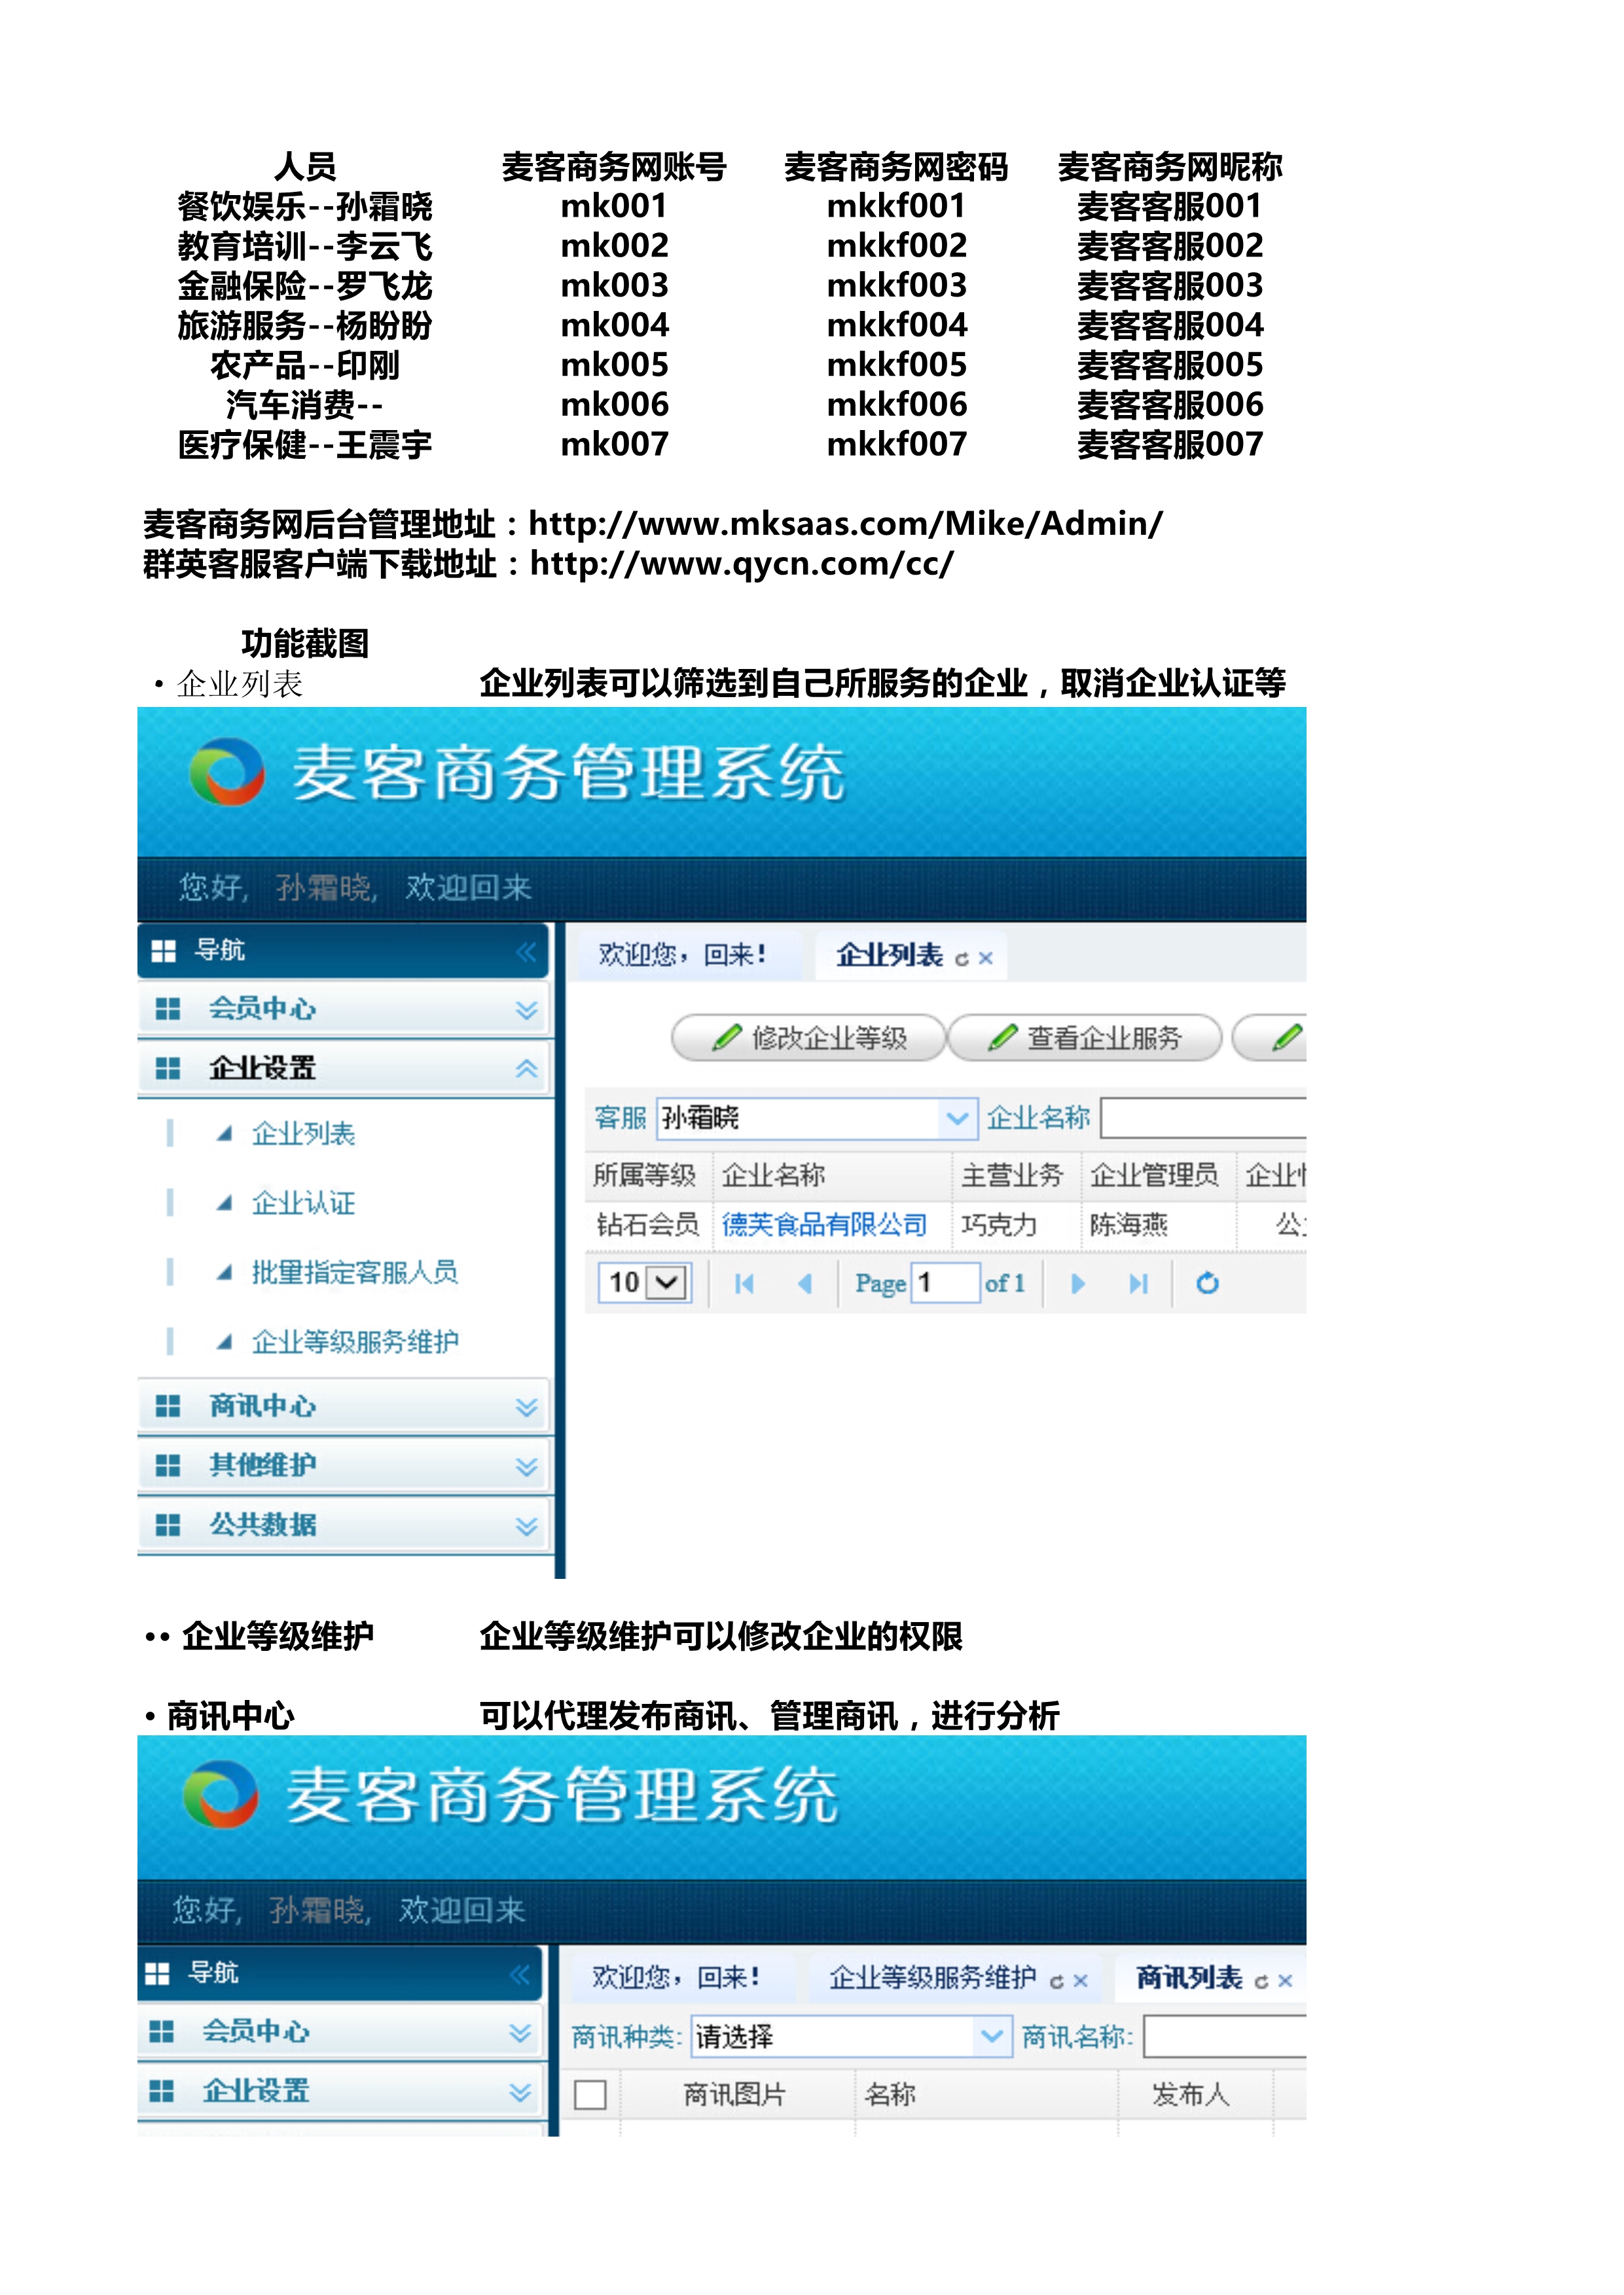 人员 麦客商务网账号 麦客商务网密码 麦客商务网昵称
餐饮娱乐--孙霜晓 mk001 mkkf001 麦客客服001
教育培训--李云飞 mk002 mkkf002 麦客客服002
金融保险--罗飞龙 mk003 mkkf003 麦客客服003
旅游服务--杨盼盼 mk004 mkkf004 麦客客服004
农产品--印刚 mk005 mkkf005 麦客客服005
汽车消费-- mk006 mkkf006 麦客客服006
医疗保健--王震宇 mk007 mkkf007 麦客客服007
麦客商务网后台管理地址：http://www.mksaas.com/Mike/Admin/
群英客服客户端下载地址：http://www.qycn.com/cc/
功能截图
• 企业列表 企业列表可以筛选到自己所服务的企业，取消企业认证等
麦客商务管理系统
您好, 孙霜晓, 欢迎回来
导航
欢迎您，回来! 企业列表
会员中心
修改企业等级 查看企业服务
企业设置
客服 孙霜晓 企业名称
企业列表
所属等级 企业名称 主营业务 企业管理员 企业
企业认证
钻石会员 德芙食品有限公司 巧克力 陈海燕 公
批量指定客服人员
10 Page 1 of 1
企业等级服务维护
商讯中心
其他维护
公共数据
•• 企业等级维护 企业等级维护可以修改企业的权限
• 商讯中心 可以代理发布商讯、管理商讯，进行分析
麦客商务管理系统
您好, 孙霜晓, 欢迎回来
导航
欢迎您，回来! 企业等级服务维护 商讯列表
会员中心
商讯种类: 请选择 商讯名称:
企业设置
商讯图片 名称 发布人